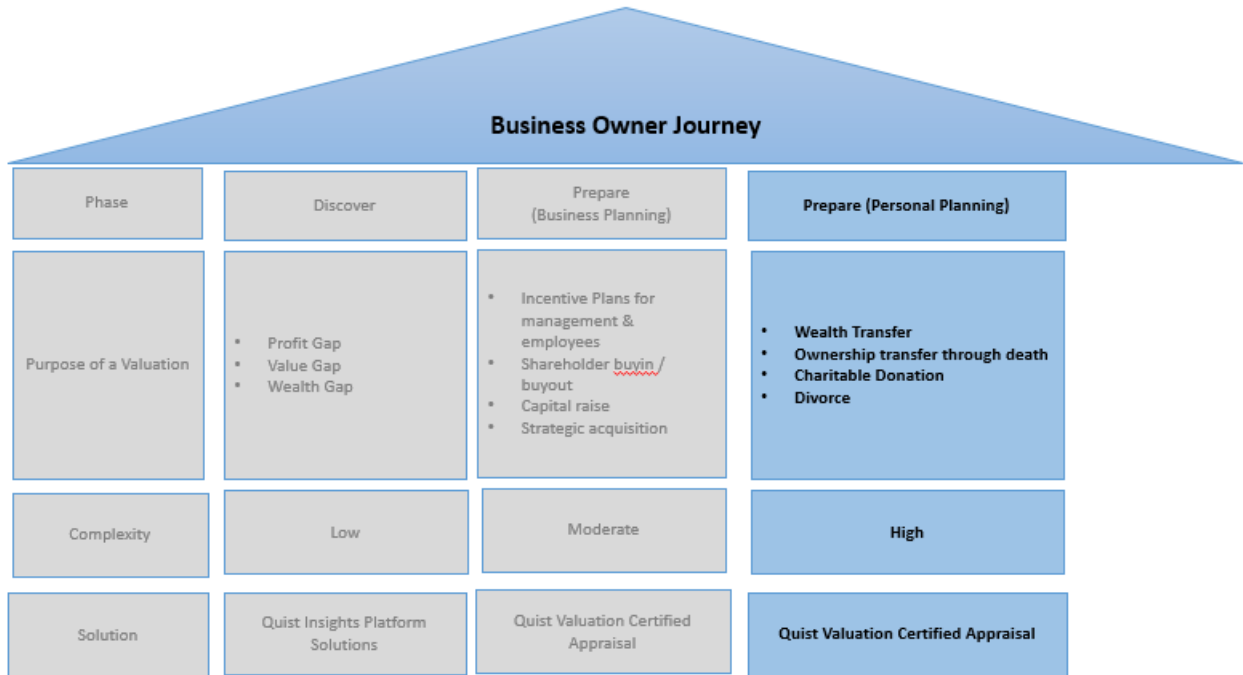 Business Owner Journey
Phase
Discover
Prepare
(Business Planning)
Prepare (Personal Planning)
Purpose of a Valuation
• Profit Gap
• Value Gap
• Wealth Gap
• Incentive Plans for
management &
employees
• Shareholder buyin /
buyout
• Capital raise
• Strategic acquisition
• Wealth Transfer
• Ownership transfer through death
• Charitable Donation
• Divorce
Complexity
Low
Moderate
High
Solution
Quist Insights Platform
Solutions
Quist Valuation Certified
Appraisal
Quist Valuation Certified Appraisal